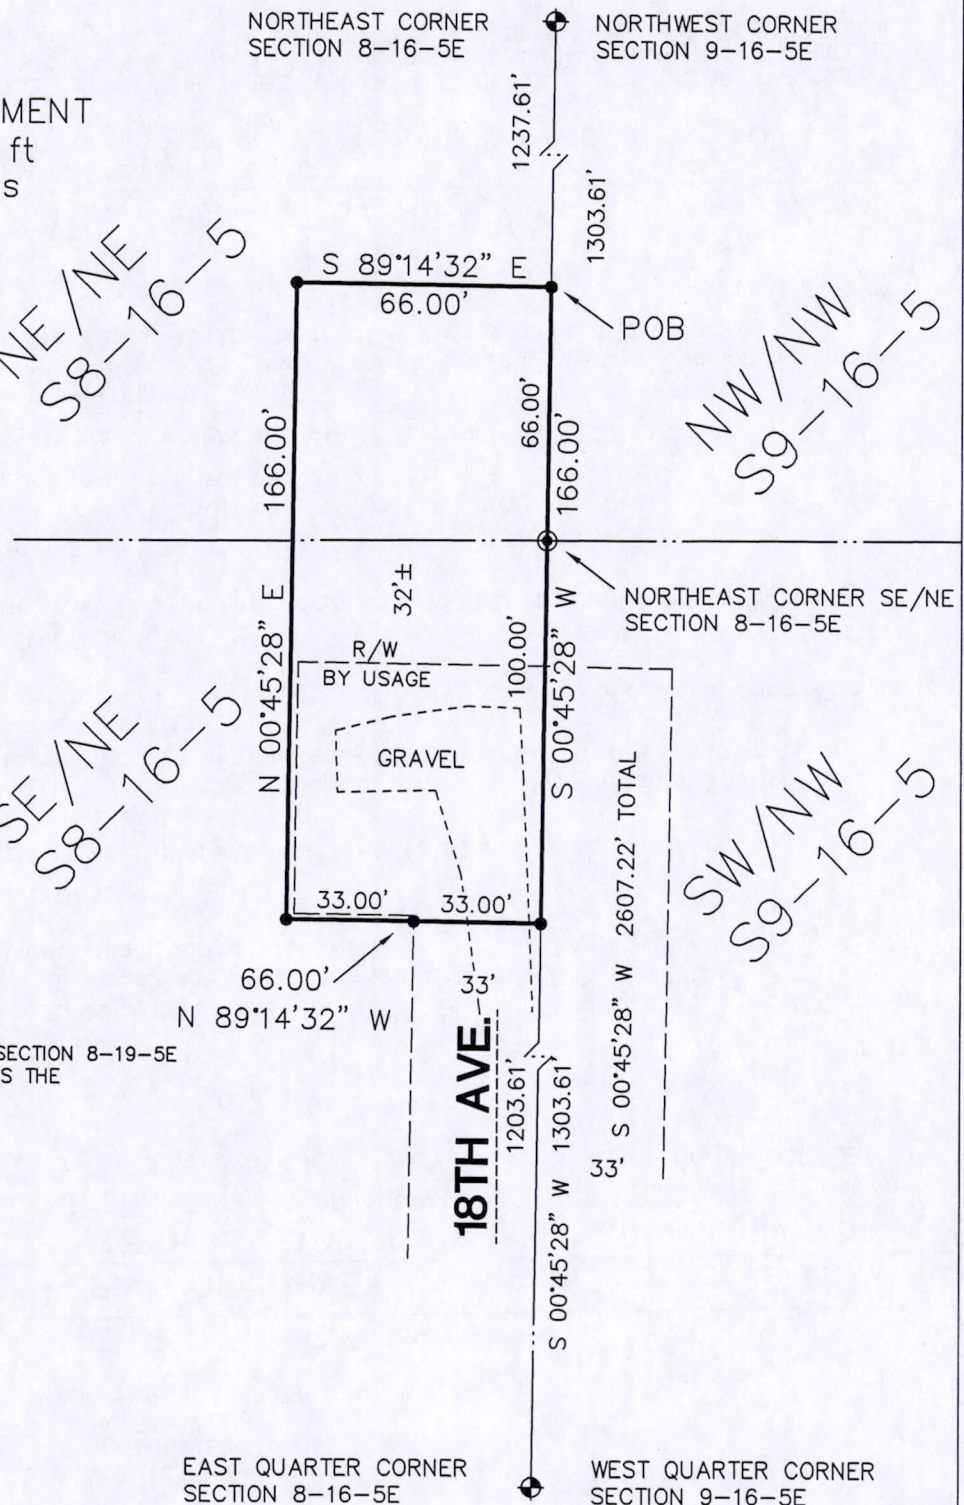 NORTHEAST CORNER
SECTION 8-16-5E
NORTHWEST CORNER
SECTION 9-16-5E
MENT
ft
s
1237.61'
1303.61'
NE/NE
S8-16-5
S 89°14'32" E
66.00'
POB
NW/NW
S9-16-5
166.00'
66.00'
166.00'
N 00°45'28" E
32'±
NORTHEAST CORNER SE/NE
SECTION 8-16-5E
R/W
BY USAGE
100.00'
S 00°45'28" W
GRAVEL
SE/NE
S8-16-5
SW/NW
S9-16-5
S 00°45'28" W 2607.22' TOTAL
33.00'
33.00'
66.00'
N 89°14'32" W
33'
SECTION 8-19-5E
S THE
18TH AVE.
1203.61'
S 00°45'28" W 1303.61
33'
EAST QUARTER CORNER
SECTION 8-16-5E
WEST QUARTER CORNER
SECTION 9-16-5E